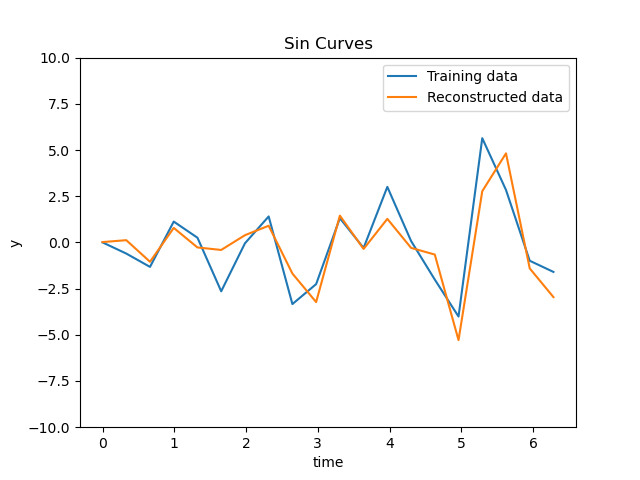 Sin Curves
Training data
Reconstructed data
10.0
7.5
5.0
2.5
0.0
−2.5
−5.0
−7.5
−10.0
y
0 1 2 3 4 5 6
time